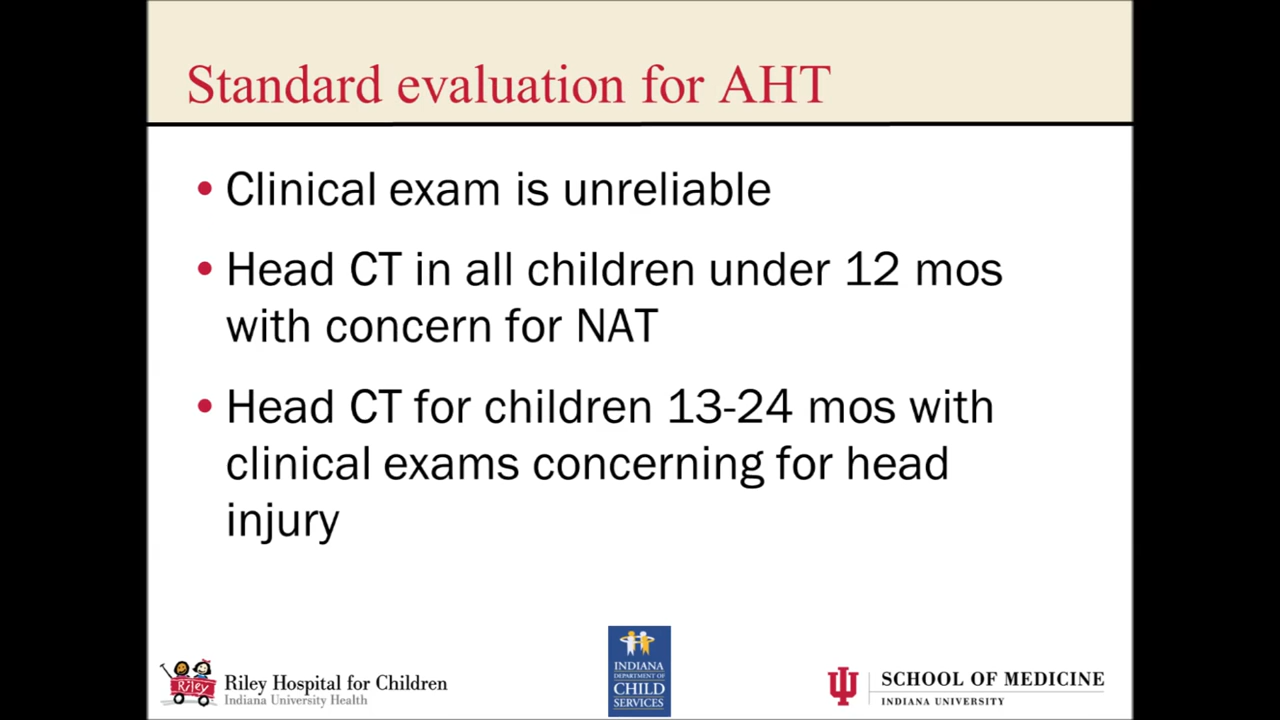 Standard evaluation for AHT
• Clinical exam is unreliable
• Head CT in all children under 12 mos
with concern for NAT
• Head CT for children 13-24 mos with
clinical exams concerning for head
injury
Riley
Riley Hospital for Children
Indiana University Health
INDIANA
DEPARTMENT OF
CHILD
SERVICES
SCHOOL OF MEDICINE
INDIANA UNIVERSITY